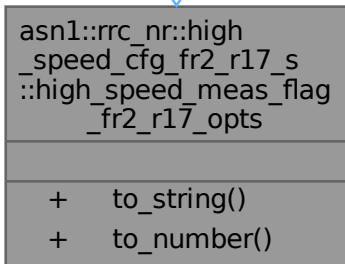 asn1::rrc_nr::high
_speed_cfg_fr2_r17_s
::high_speed_meas_flag
_fr2_r17_opts
+ to_string()
+ to_number()